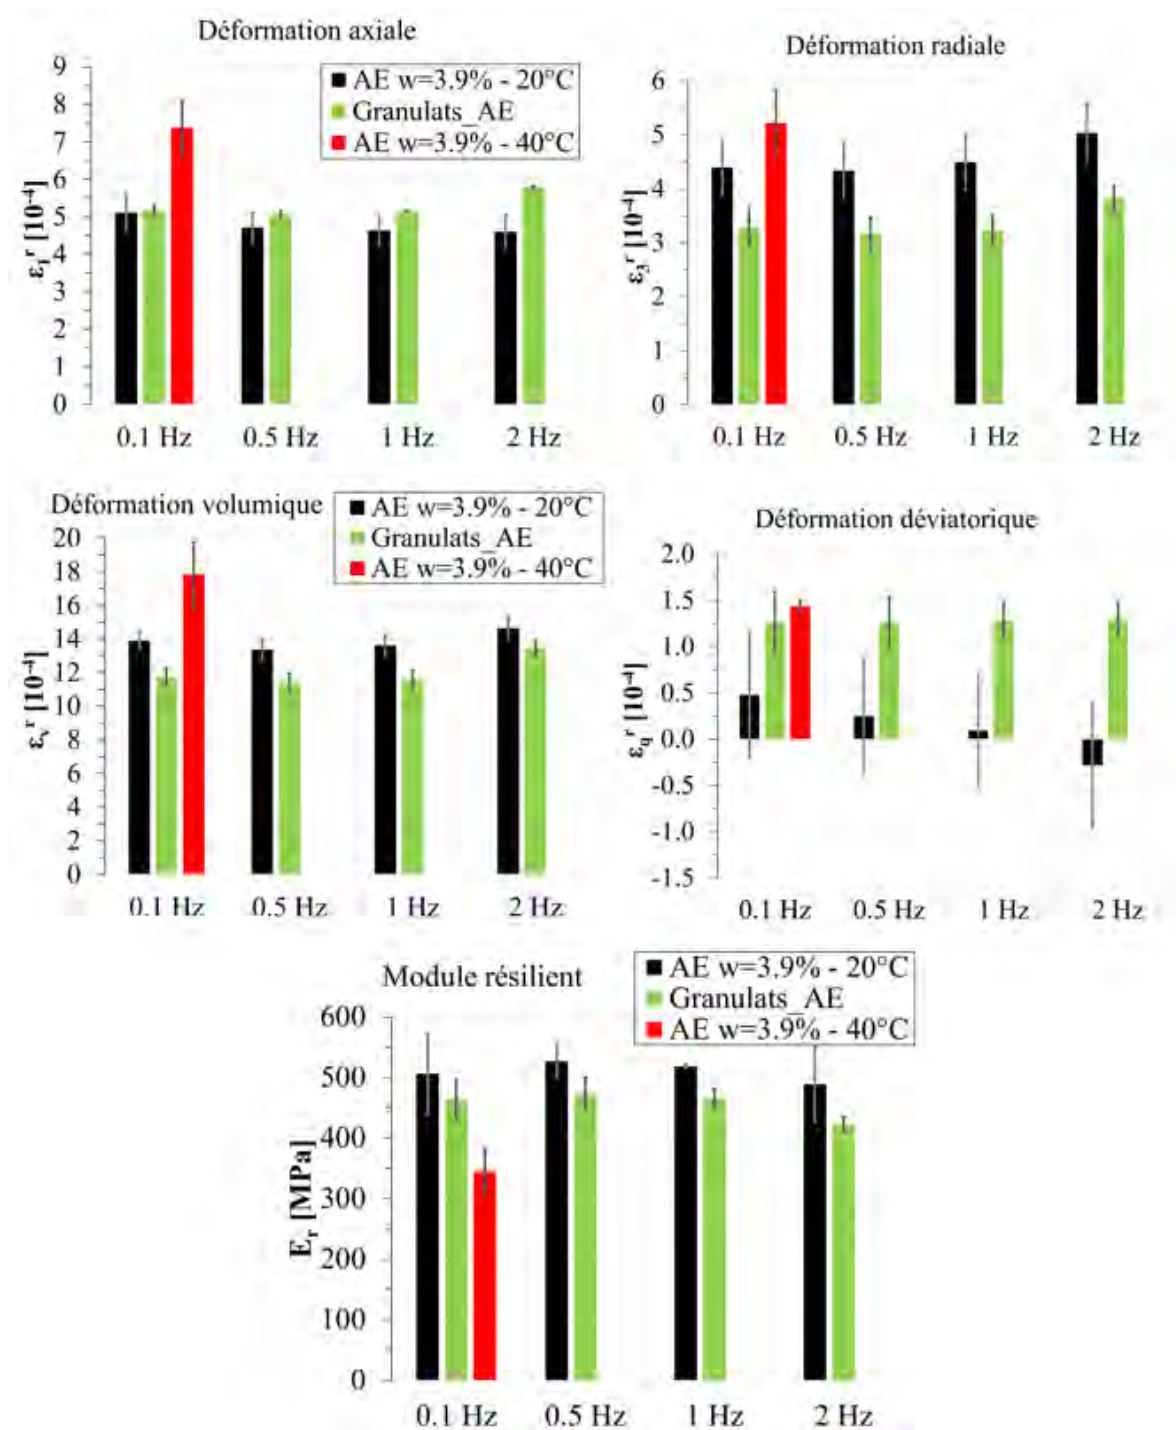 Déformation axiale
9
8
7
6
5
4
3
2
1
0
ε₁ʳ [10⁻⁴]
AE w=3.9% - 20°C
Granulats_AE
AE w=3.9% - 40°C
0.1 Hz 0.5 Hz 1 Hz 2 Hz
Déformation radiale
6
5
4
3
2
1
0
ε₃ʳ [10⁻⁴]
0.1 Hz 0.5 Hz 1 Hz 2 Hz
Déformation volumique
AE w=3.9% - 20°C
Granulats_AE
AE w=3.9% - 40°C
20
18
16
14
12
10
8
6
4
2
0
εᵥʳ [10⁻⁴]
0.1 Hz 0.5 Hz 1 Hz 2 Hz
Déformation déviatorique
2.0
1.5
1.0
0.5
0.0
-0.5
-1.0
-1.5
ε_qʳ [10⁻⁴]
0.1 Hz 0.5 Hz 1 Hz 2 Hz
Module résilient
AE w=3.9% - 20°C
Granulats_AE
AE w=3.9% - 40°C
600
500
400
300
200
100
0
Eᵣ [MPa]
0.1 Hz 0.5 Hz 1 Hz 2 Hz